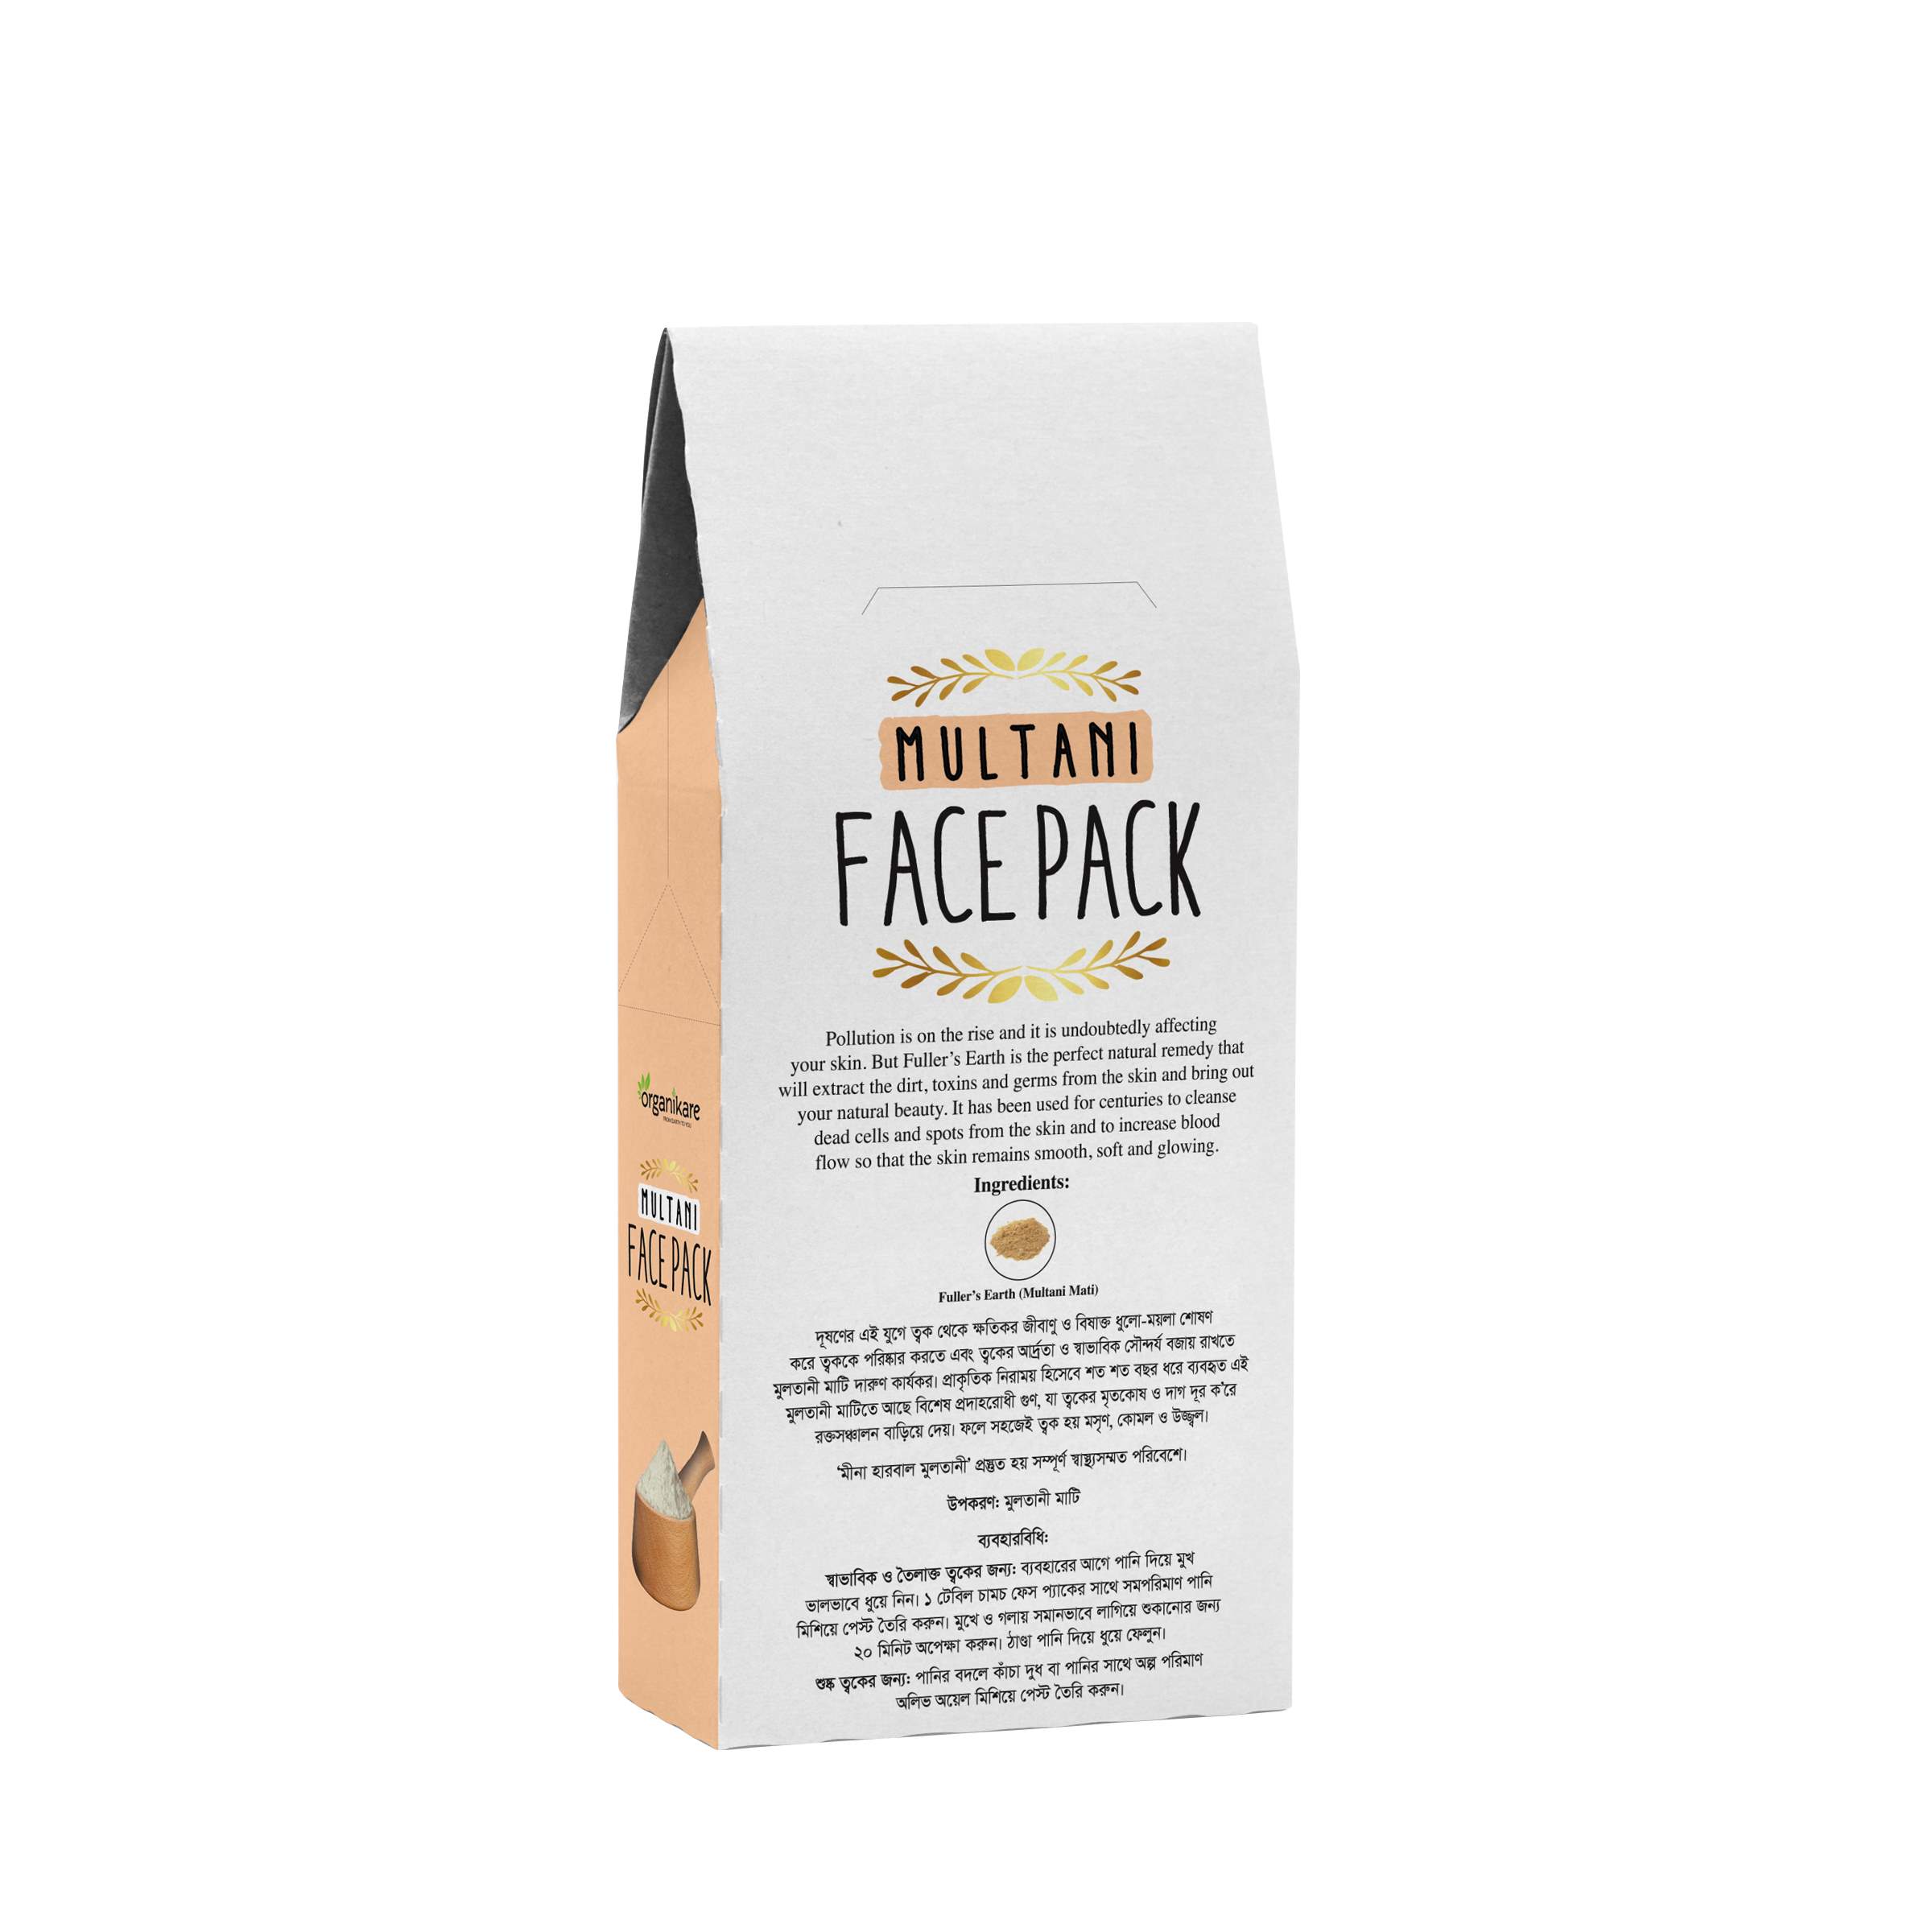 MULTANI
FACE PACK
Pollution is on the rise and it is undoubtedly affecting
your skin. But Fuller’s Earth is the perfect natural remedy that
will extract the dirt, toxins and germs from the skin and bring out
your natural beauty. It has been used for centuries to cleanse
dead cells and spots from the skin and to increase blood
flow so that the skin remains smooth, soft and glowing.
Ingredients:
Fuller’s Earth (Multani Mati)
দূষণের এই যুগে ত্বক থেকে ক্ষতিকর জীবাণু ও বিষাক্ত ধুলো-ময়লা শোষণ
করে ত্বককে পরিষ্কার করতে এবং ত্বকের আর্দ্রতা ও স্বাভাবিক সৌন্দর্য বজায় রাখতে
মুলতানী মাটি দারুণ কার্যকর। প্রাকৃতিক নিরাময় হিসেবে শত শত বছর ধরে ব্যবহৃত এই
মুলতানী মাটিতে আছে বিশেষ প্রদাহরোধী গুণ, যা ত্বকের মৃতকোষ ও দাগ দূর ক’রে
রক্তসঞ্চালন বাড়িয়ে দেয়। ফলে সহজেই ত্বক হয় মসৃণ, কোমল ও উজ্জ্বল।
‘মীনা হারবাল মুলতানী’ প্রস্তুত হয় সম্পূর্ণ স্বাস্থ্যসম্মত পরিবেশে।
উপকরণ: মুলতানী মাটি
ব্যবহারবিধি:
স্বাভাবিক ও তৈলাক্ত ত্বকের জন্য: ব্যবহারের আগে পানি দিয়ে মুখ
ভালভাবে ধুয়ে নিন। ১ টেবিল চামচ ফেস প্যাকের সাথে সমপরিমাণ পানি
মিশিয়ে পেস্ট তৈরি করুন। মুখে ও গলায় সমানভাবে লাগিয়ে শুকানোর জন্য
২০ মিনিট অপেক্ষা করুন। ঠাণ্ডা পানি দিয়ে ধুয়ে ফেলুন।
শুষ্ক ত্বকের জন্য: পানির বদলে কাঁচা দুধ বা পানির সাথে অল্প পরিমাণ
অলিভ অয়েল মিশিয়ে পেস্ট তৈরি করুন।
organikare
FROM EARTH TO YOU
MULTANI
FACE PACK